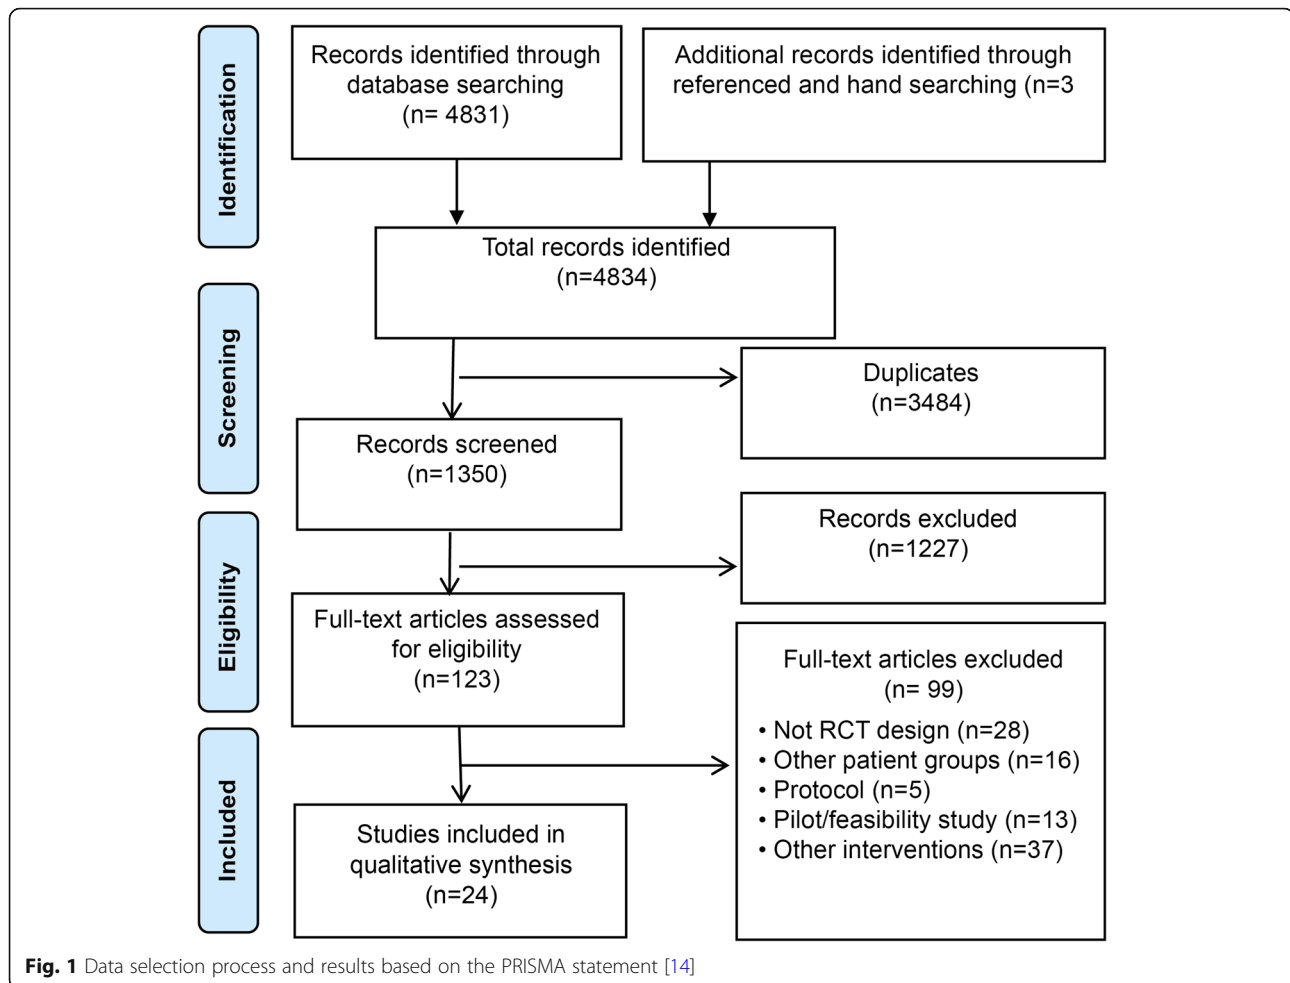 Identification
Records identified through
database searching
(n= 4831)
Additional records identified through
referenced and hand searching (n=3
Total records identified
(n=4834)
Screening
Duplicates
(n=3484)
Records screened
(n=1350)
Records excluded
(n=1227)
Eligibility
Full-text articles assessed
for eligibility
(n=123)
Full-text articles excluded
(n= 99)
• Not RCT design (n=28)
• Other patient groups (n=16)
• Protocol (n=5)
• Pilot/feasibility study (n=13)
• Other interventions (n=37)
Included
Studies included in
qualitative synthesis
(n=24)
Fig. 1 Data selection process and results based on the PRISMA statement [14]